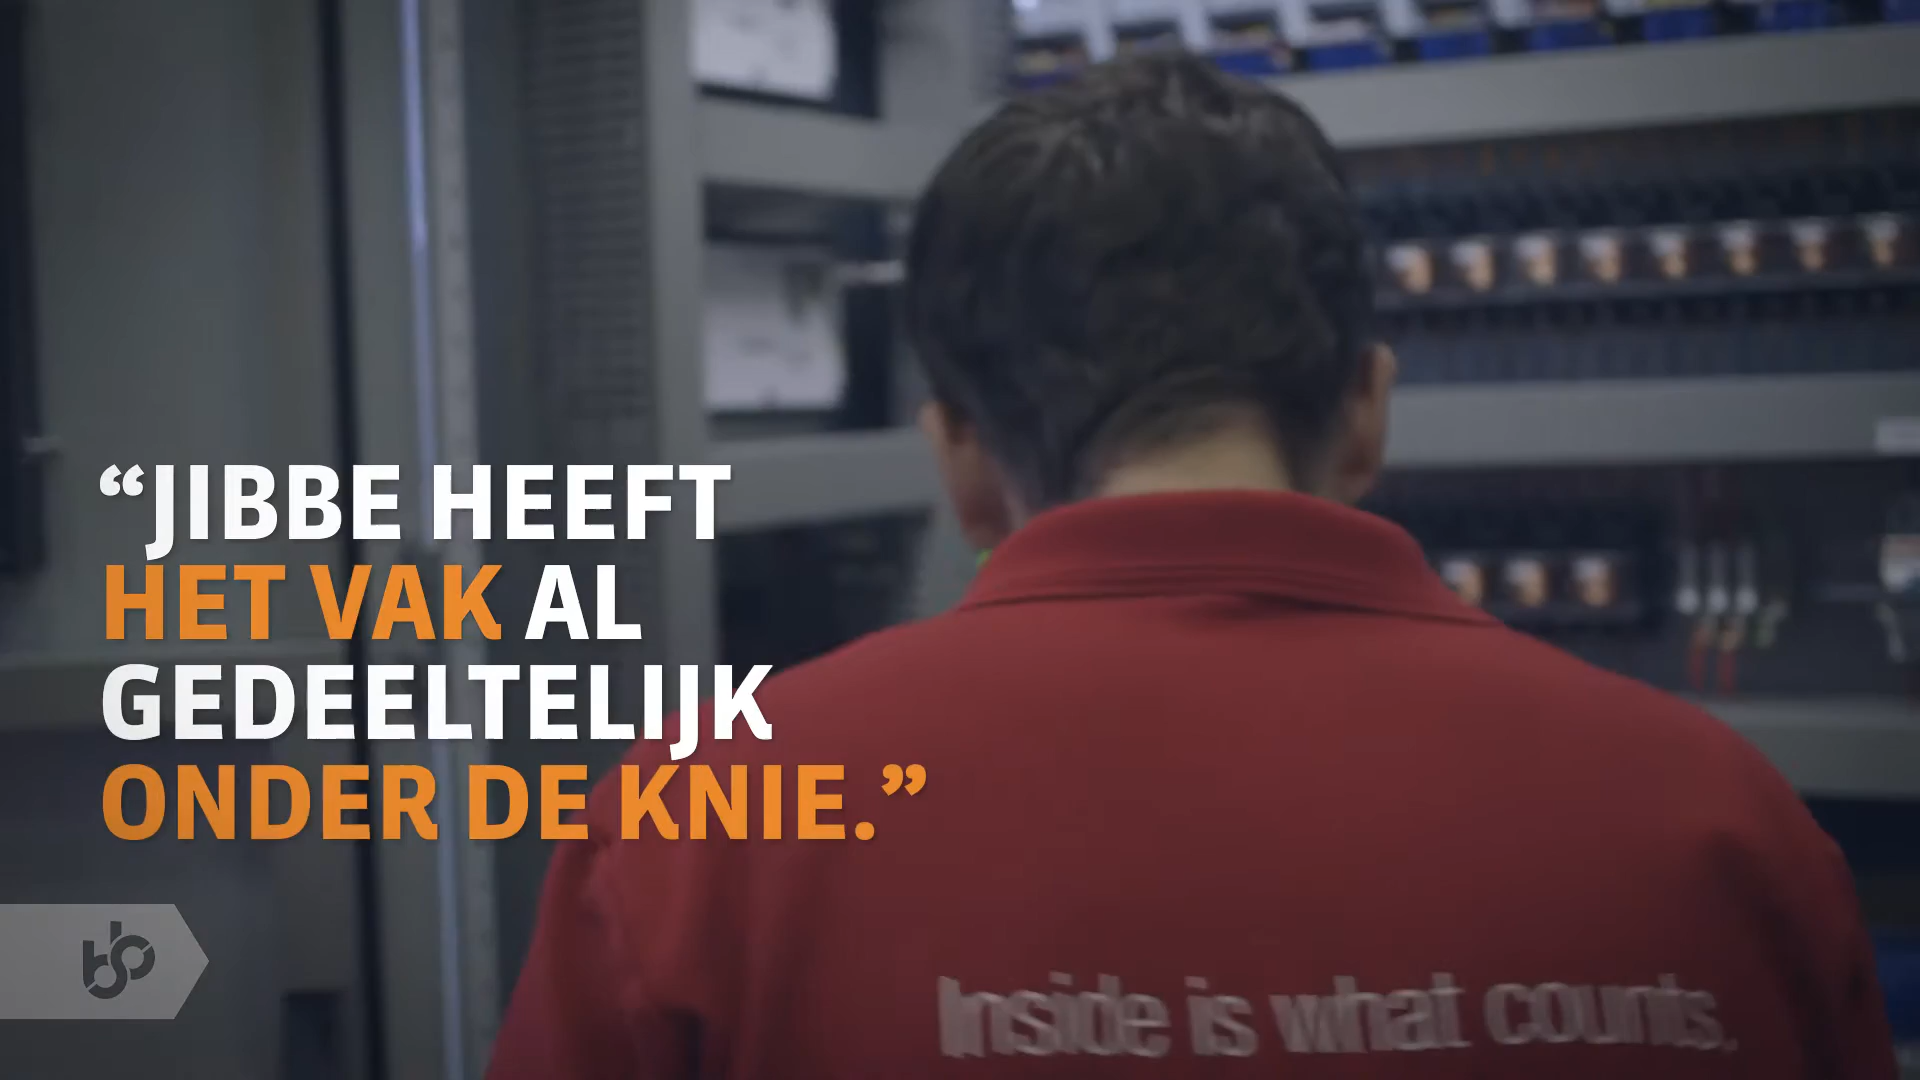 “JIBBE HEEFT
HET VAK AL
GEDEELTELIJK
ONDER DE KNIE.”
Inside is what counts.